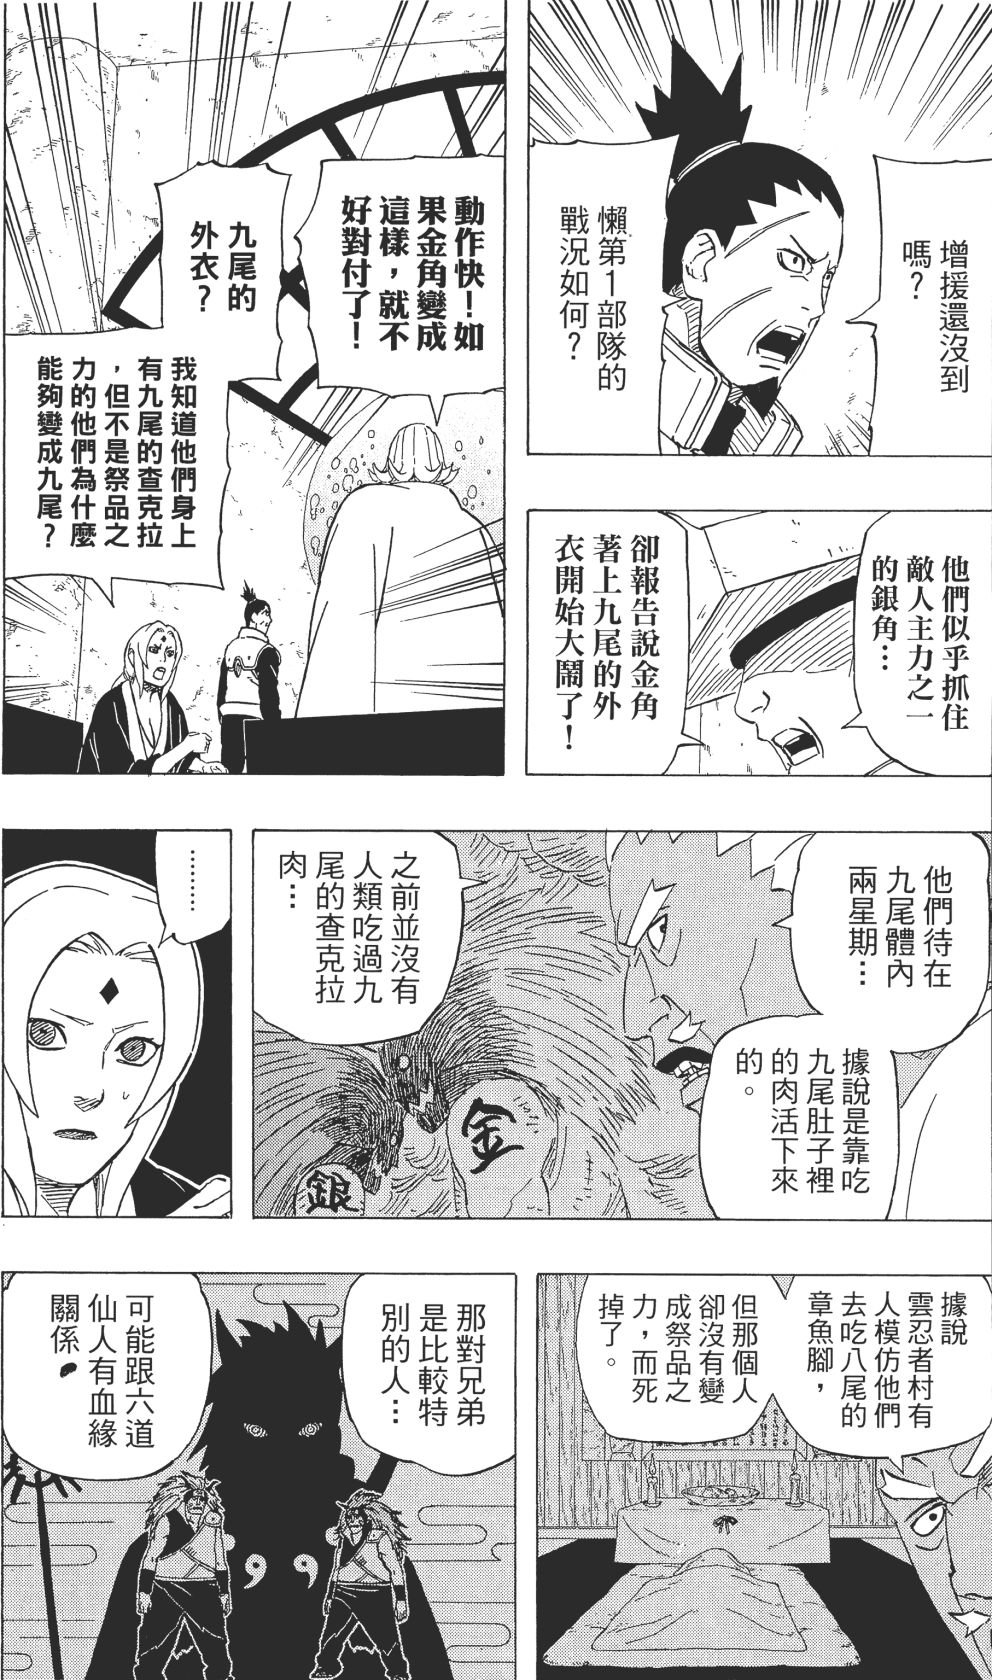 增援還沒到
嗎？
懶第1部隊的
戰況如何？
他們似乎抓住
敵人主力之一
的銀角…
卻報告說金角
著上九尾的外
衣開始大鬧了！
動作快！如
果金角變成
這樣，就不
好對付了！
九尾的
外衣？
我知道他們身上
有九尾的查克拉
，但不是祭品之
力的他們為什麼
能夠變成九尾？
他們待在
九尾體內
兩星期…
據說是靠吃
九尾肚子裡
的肉活下來
的。
之前並沒有
人類吃過九
尾的查克拉
肉…
金
銀
………
據說
雲忍者村有
人模仿他們
去吃八尾的
章魚腳，
但那個人
卻沒有變
成祭品之
力，而死
掉了。
那對兄弟
是比較特
別的人…
可能跟六道
仙人有血緣
關係。